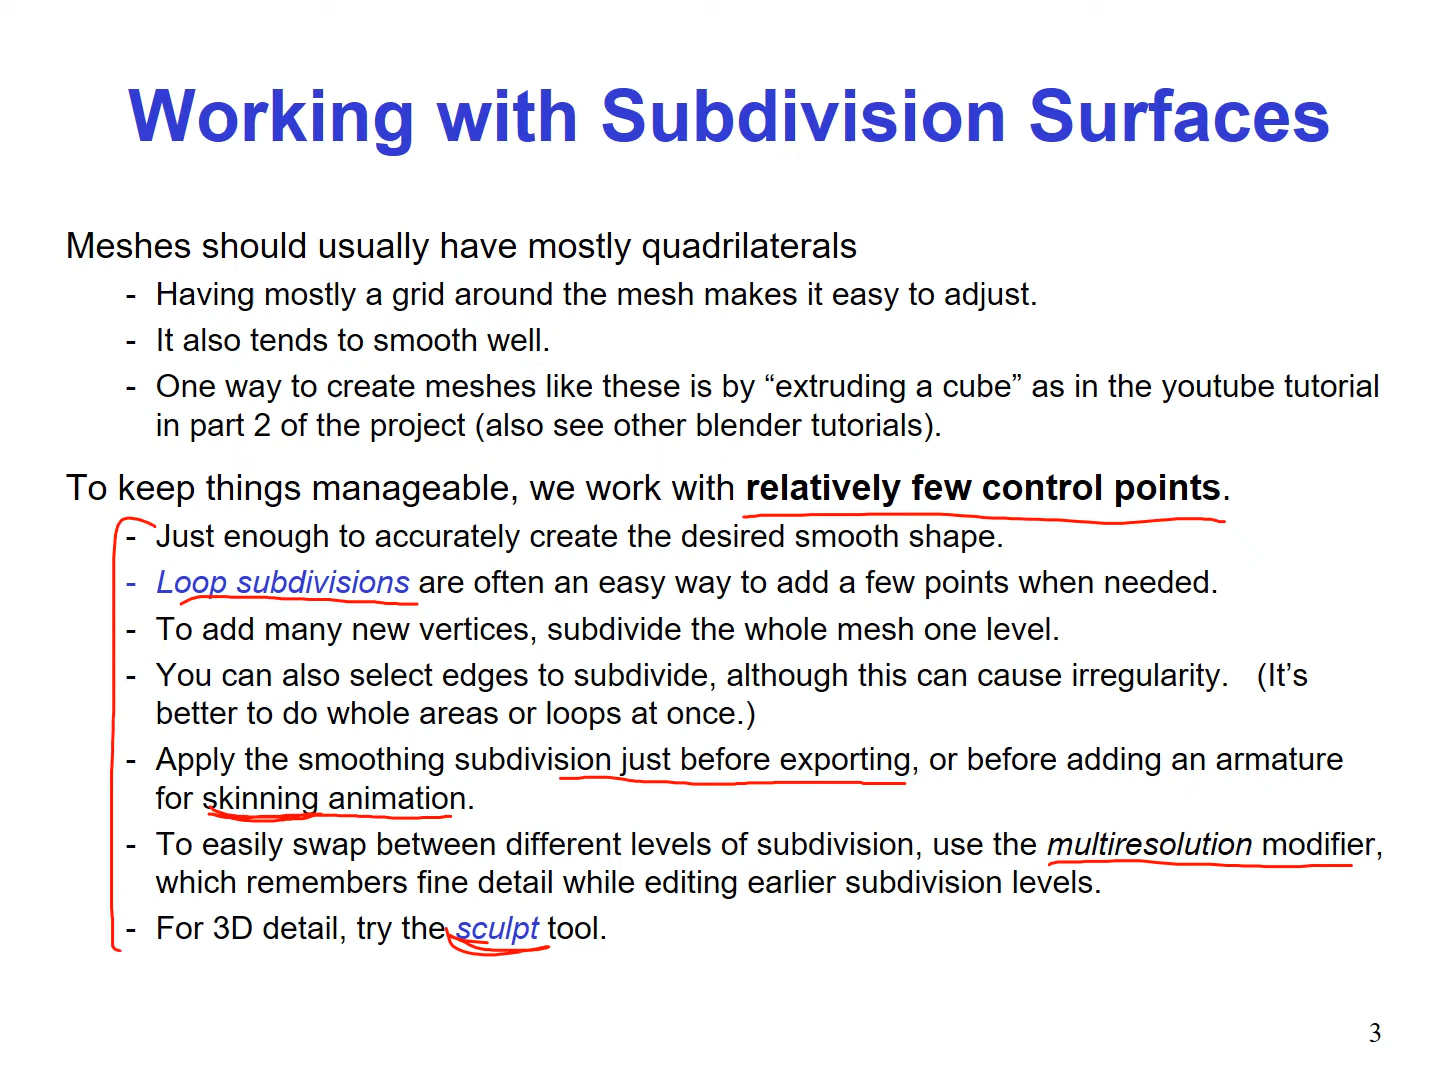 Working with Subdivision Surfaces
Meshes should usually have mostly quadrilaterals
- Having mostly a grid around the mesh makes it easy to adjust.
- It also tends to smooth well.
- One way to create meshes like these is by “extruding a cube” as in the youtube tutorial
in part 2 of the project (also see other blender tutorials).
To keep things manageable, we work with relatively few control points.
- Just enough to accurately create the desired smooth shape.
- Loop subdivisions are often an easy way to add a few points when needed.
- To add many new vertices, subdivide the whole mesh one level.
- You can also select edges to subdivide, although this can cause irregularity. (It’s
better to do whole areas or loops at once.)
- Apply the smoothing subdivision just before exporting, or before adding an armature
for skinning animation.
- To easily swap between different levels of subdivision, use the multiresolution modifier,
which remembers fine detail while editing earlier subdivision levels.
- For 3D detail, try the sculpt tool.
3